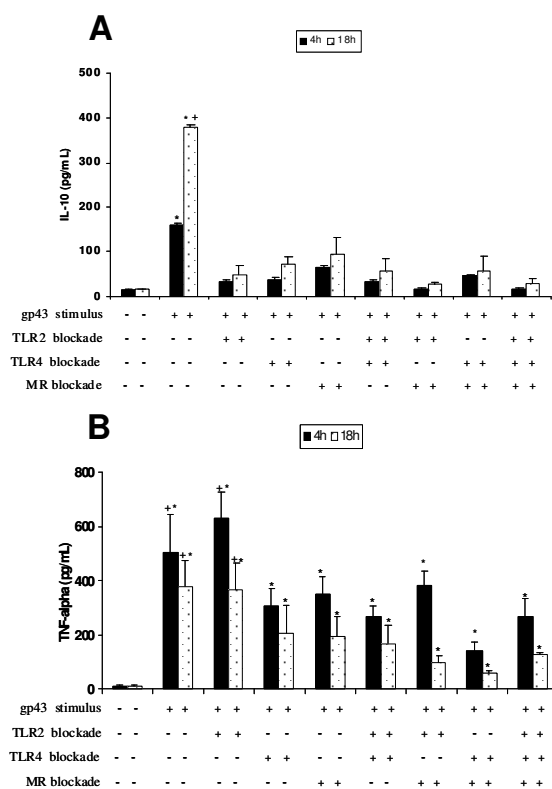 A
4h 18h
IL-10 (pg/mL)
500
400
300
200
100
0
* * +
gp43 stimulus - - + + + + + + + + + + + + + + + +
TLR2 blockade - - - - + + - - - - + + + + - - + +
TLR4 blockade - - - - - - + + - - + + - - + + + +
MR blockade - - - - - - - - + + - - + + + + + +
B
4h 18h
TNF-alpha (pg/mL)
800
600
400
200
0
+* +* +* +* * * * * * * * * * * * *
gp43 stimulus - - + + + + + + + + + + + + + + + +
TLR2 blockade - - - - + + - - - - + + + + - - + +
TLR4 blockade - - - - - - + + - - + + - - + + + +
MR blockade - - - - - - - - + + - - + + + + + +